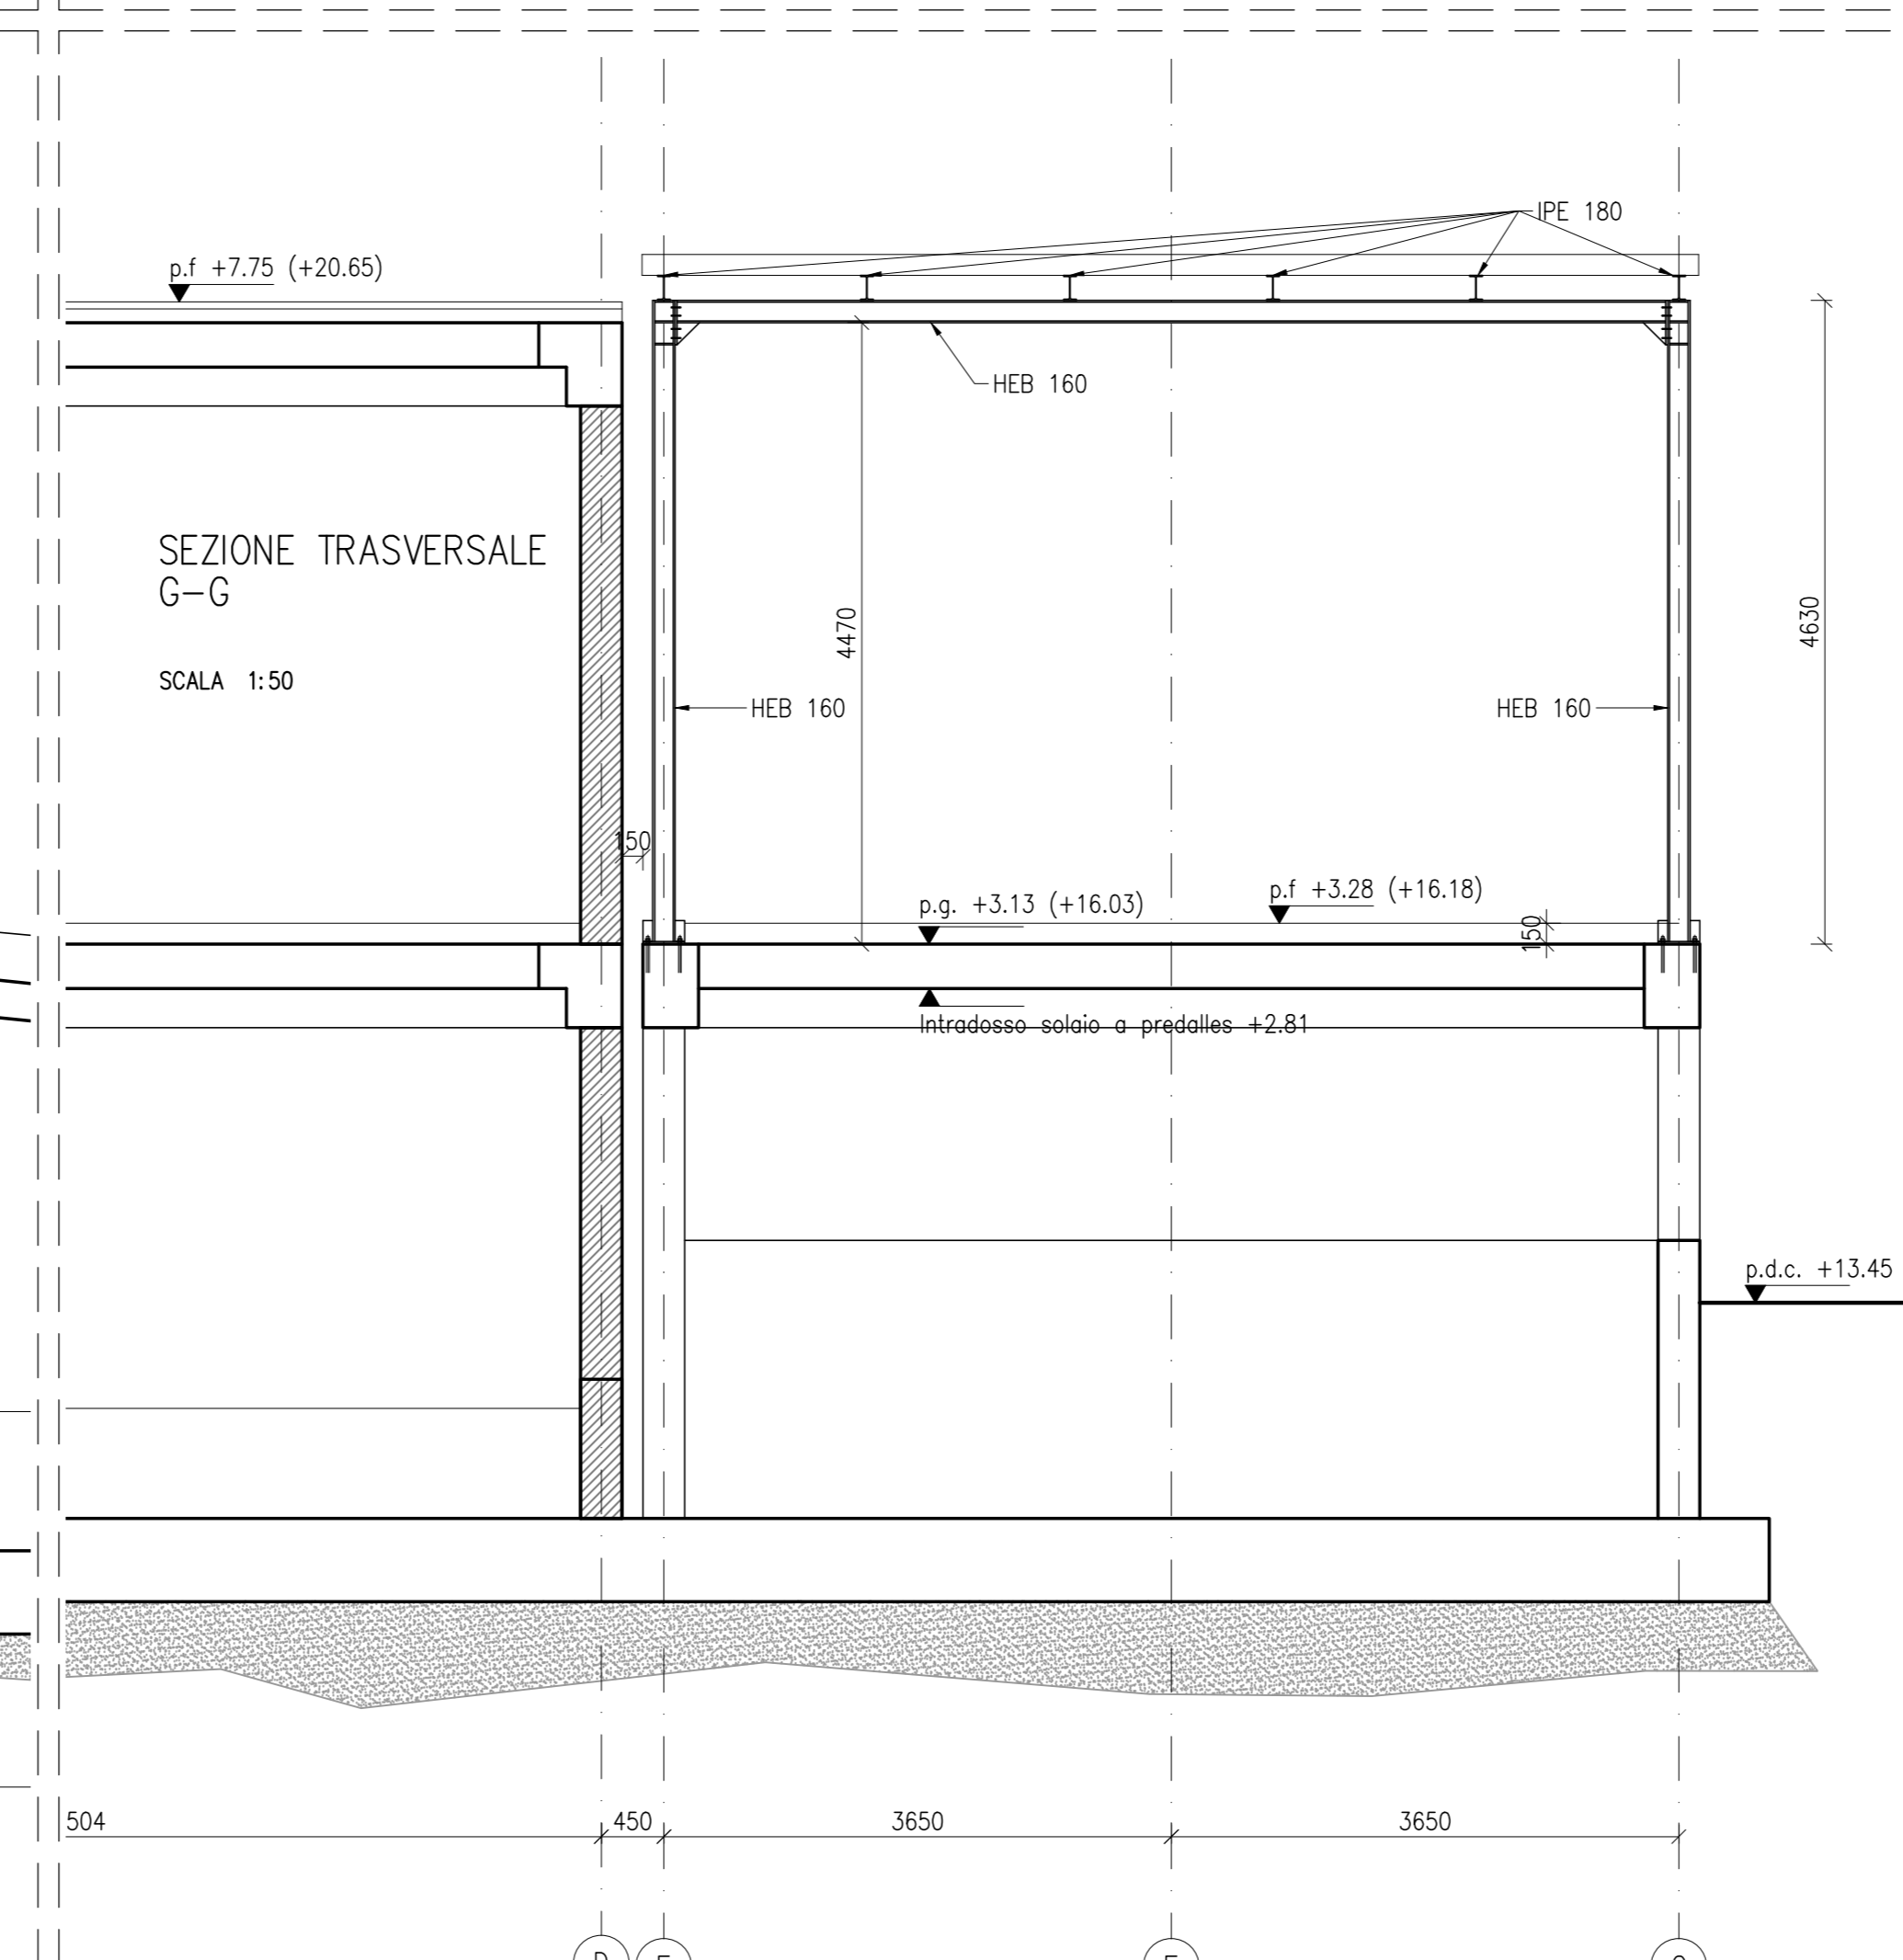 IPE 180
p.f +7.75 (+20.65)
HEB 160
SEZIONE TRASVERSALE
G-G
SCALA 1:50
4470
4630
HEB 160
HEB 160
150
p.g. +3.13 (+16.03)
p.f +3.28 (+16.18)
150
Intradosso solaio a predalles +2.81
p.d.c. +13.45
504
450
3650
3650